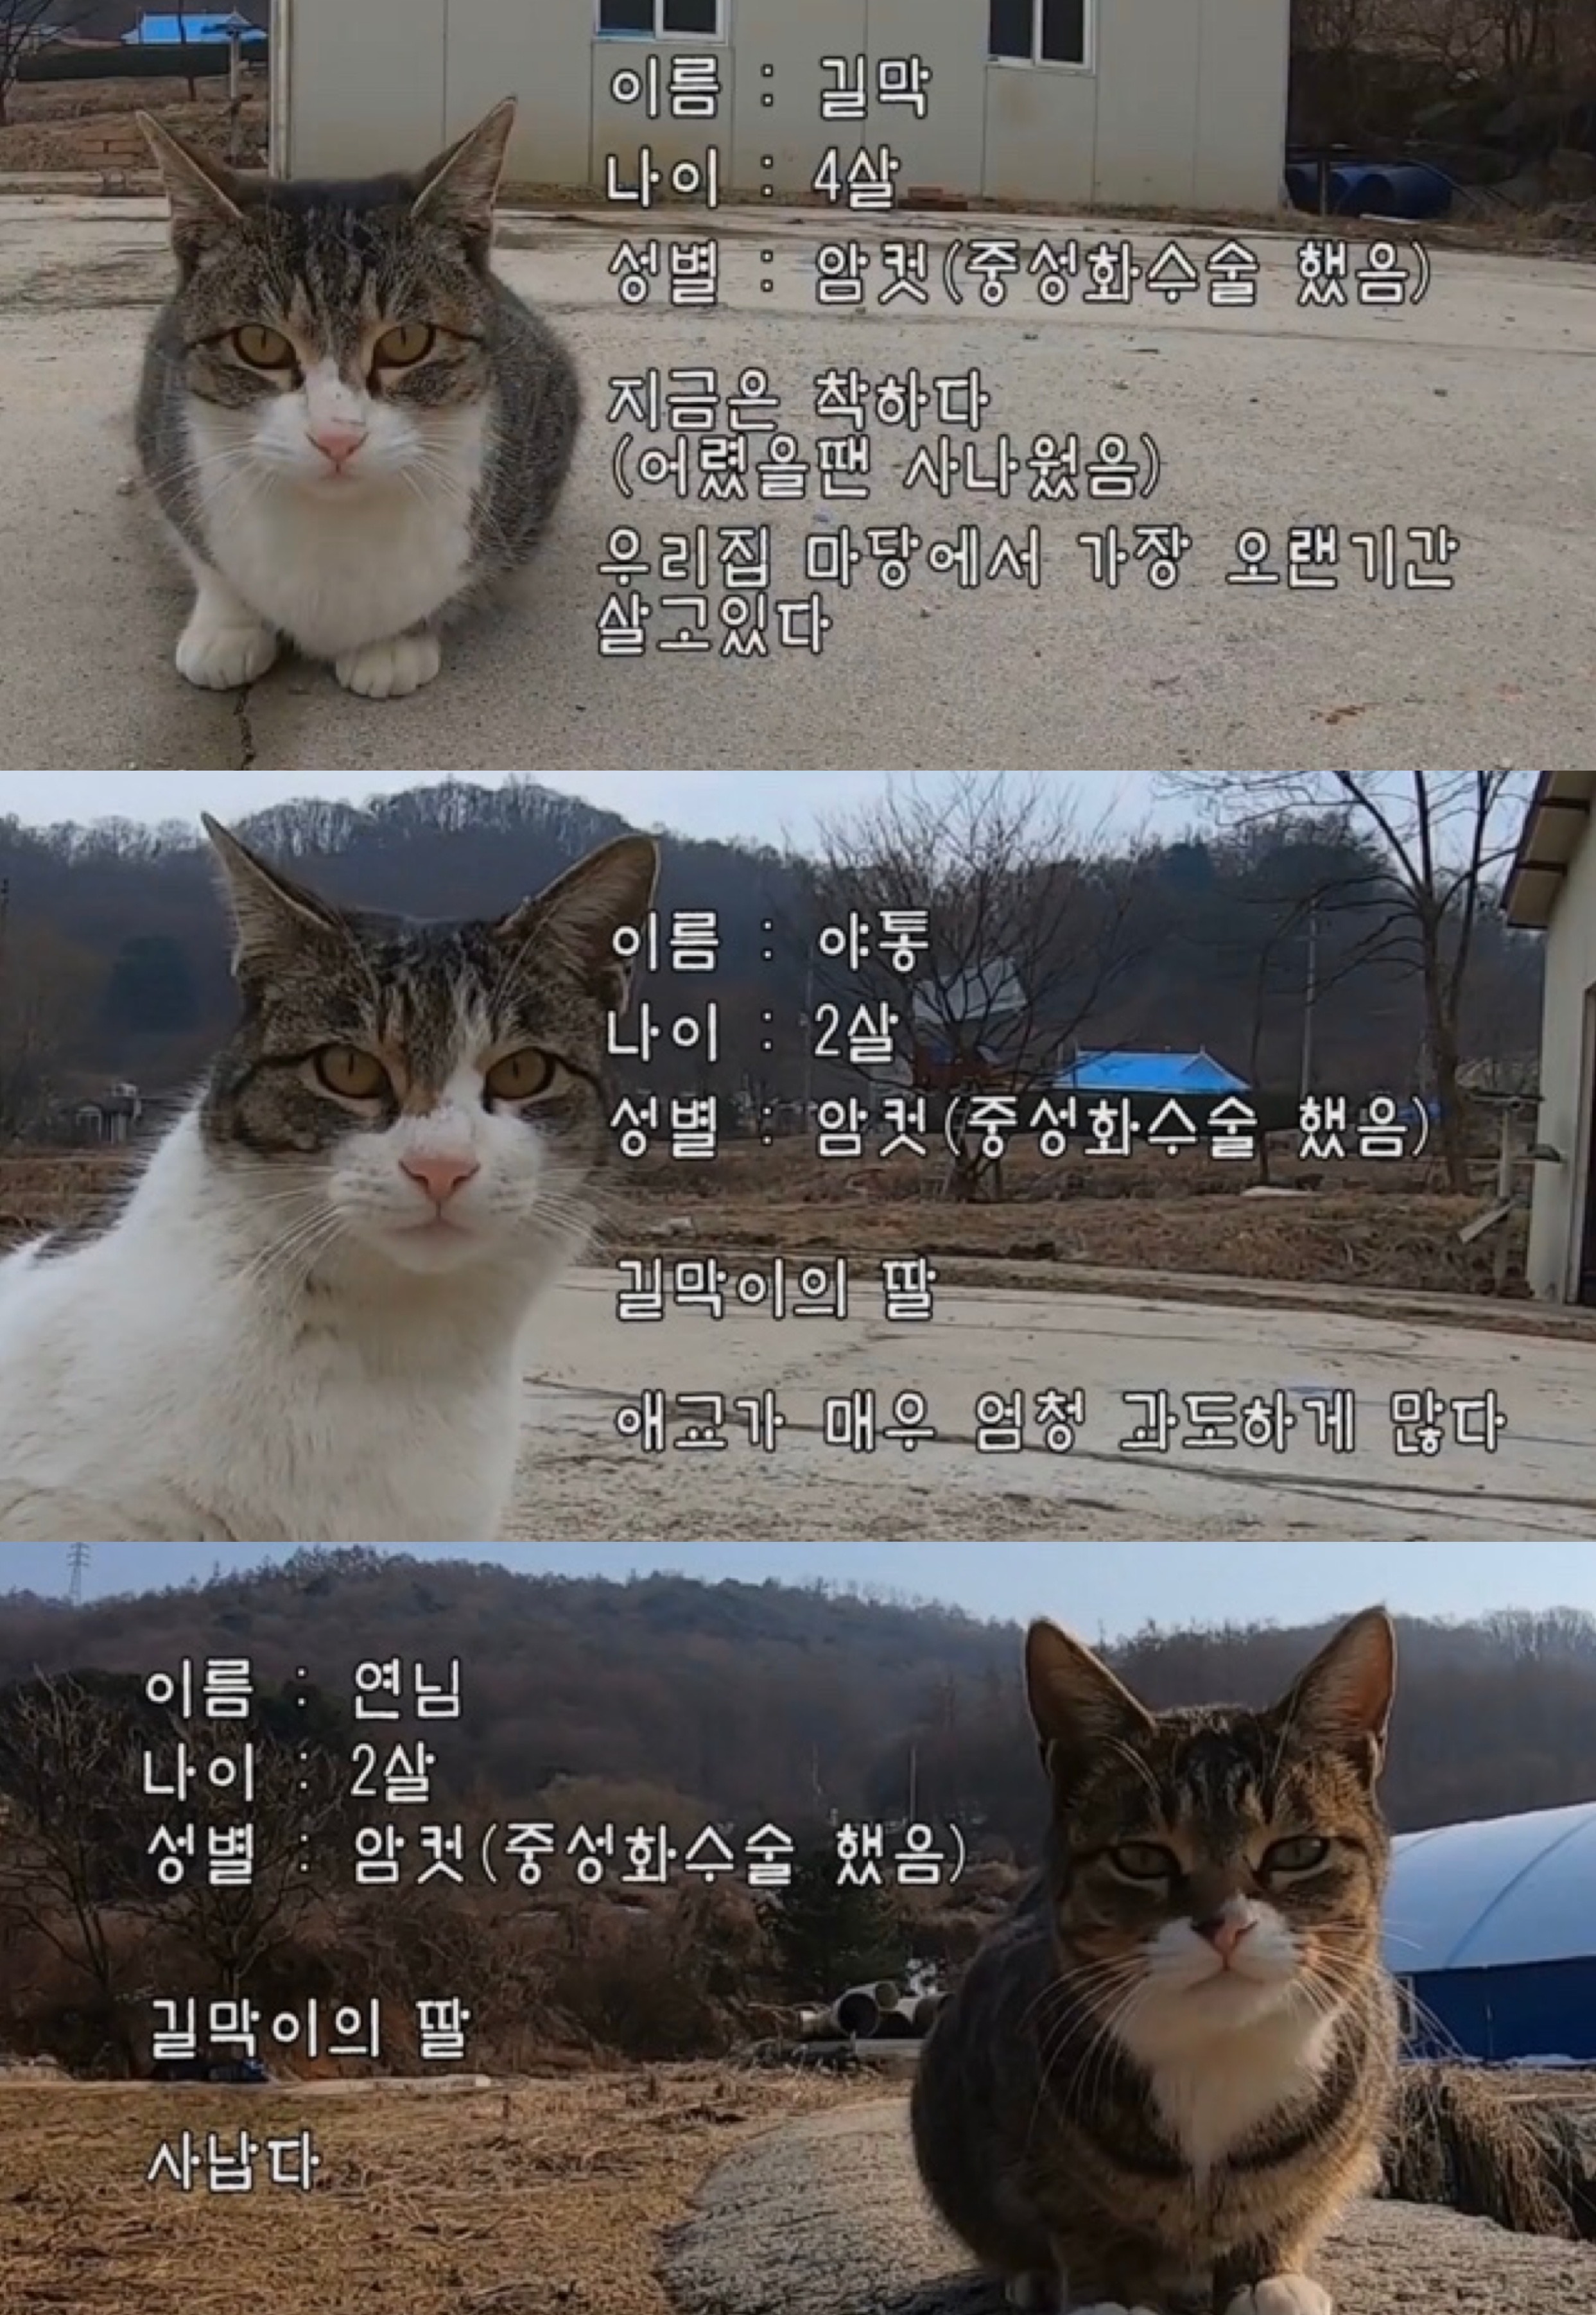 이름 : 길막
나이 : 4살
성별 : 암컷(중성화수술 했음)
지금은 착하다
(어렸을땐 사나웠음)
우리집 마당에서 가장 오랜기간
살고있다
이름 : 야통
나이 : 2살
성별 : 암컷(중성화수술 했음)
길막이의 딸
애교가 매우 엄청 과도하게 많다
이름 : 연님
나이 : 2살
성별 : 암컷(중성화수술 했음)
길막이의 딸
사납다